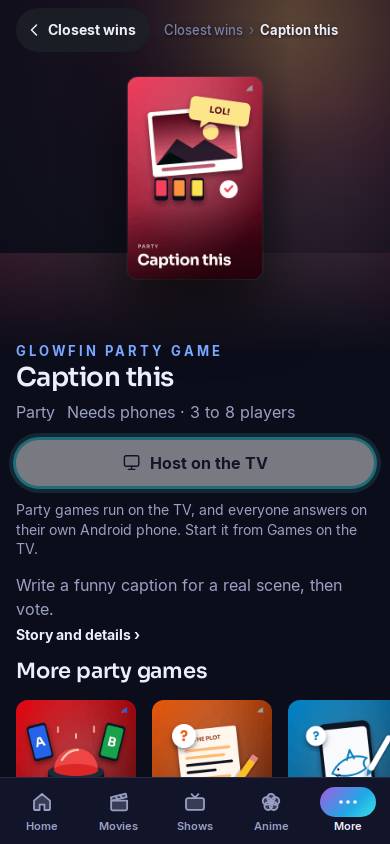 Closest wins
Closest wins › Caption this
LOL!
PARTY
Caption this
GLOWFIN PARTY GAME
Caption this
Party Needs phones · 3 to 8 players
Host on the TV
Party games run on the TV, and everyone answers on
their own Android phone. Start it from Games on the
TV.
Write a funny caption for a real scene, then
vote.
Story and details ›
More party games
A
B
?
THE PLOT
?
Home
Movies
Shows
Anime
More